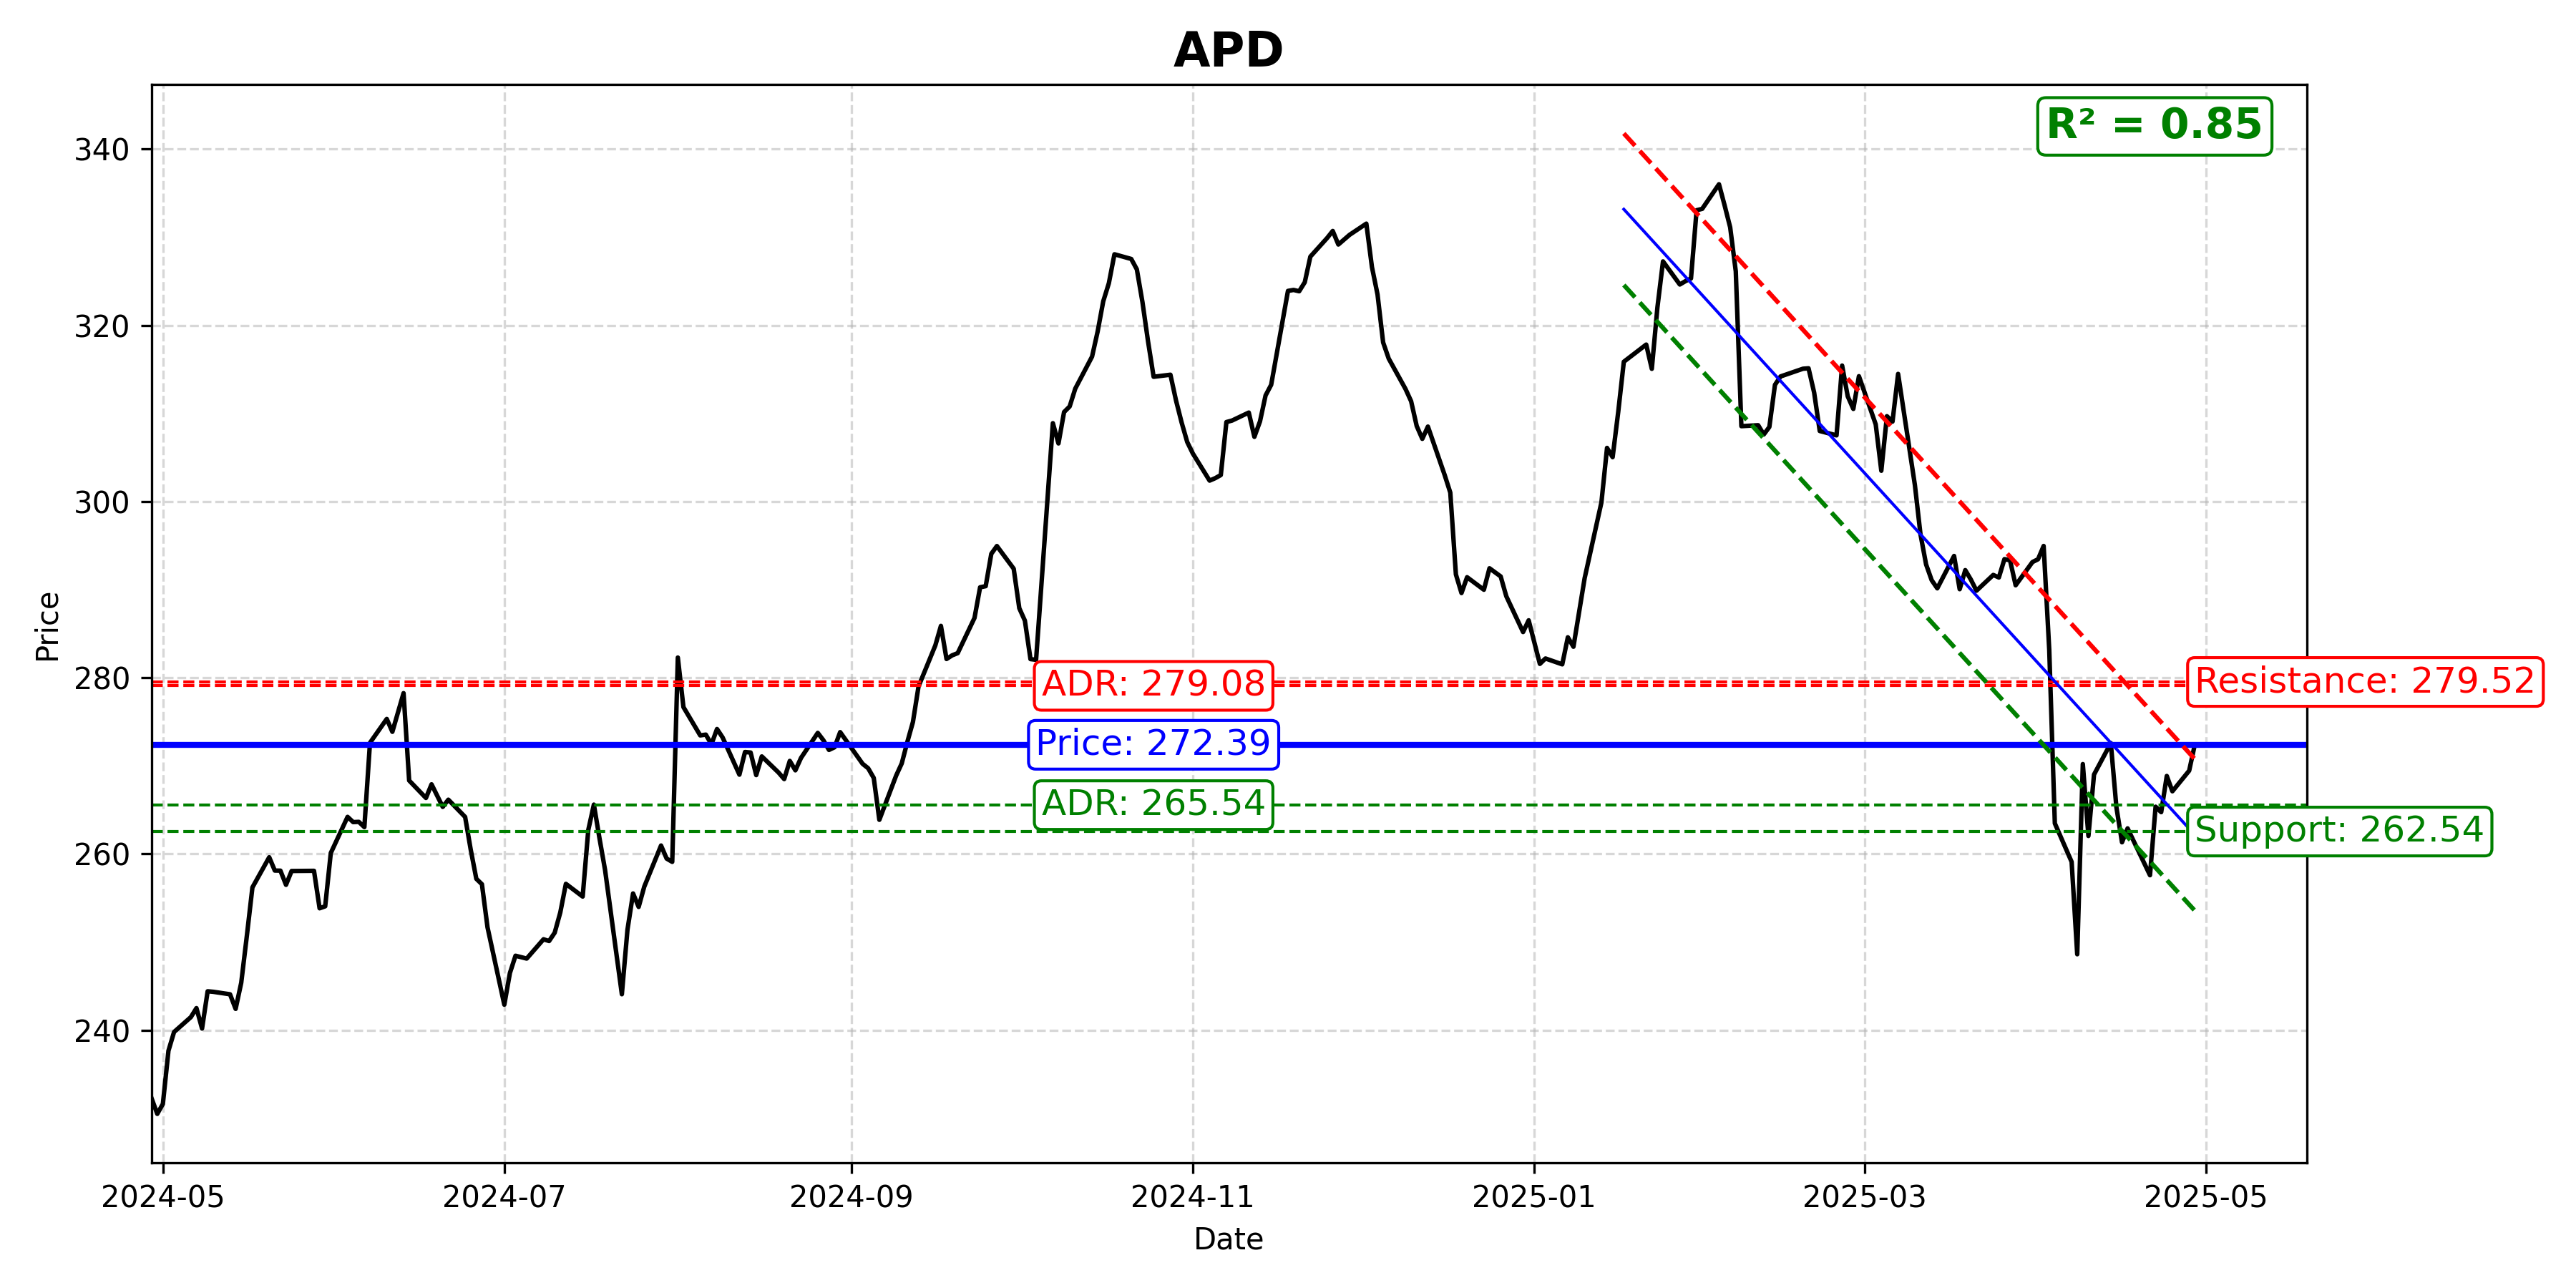 APD
R² = 0.85
340
320
300
280
260
240
Price
ADR: 279.08
Resistance: 279.52
Price: 272.39
ADR: 265.54
Support: 262.54
2024-05
2024-07
2024-09
2024-11
2025-01
2025-03
2025-05
Date